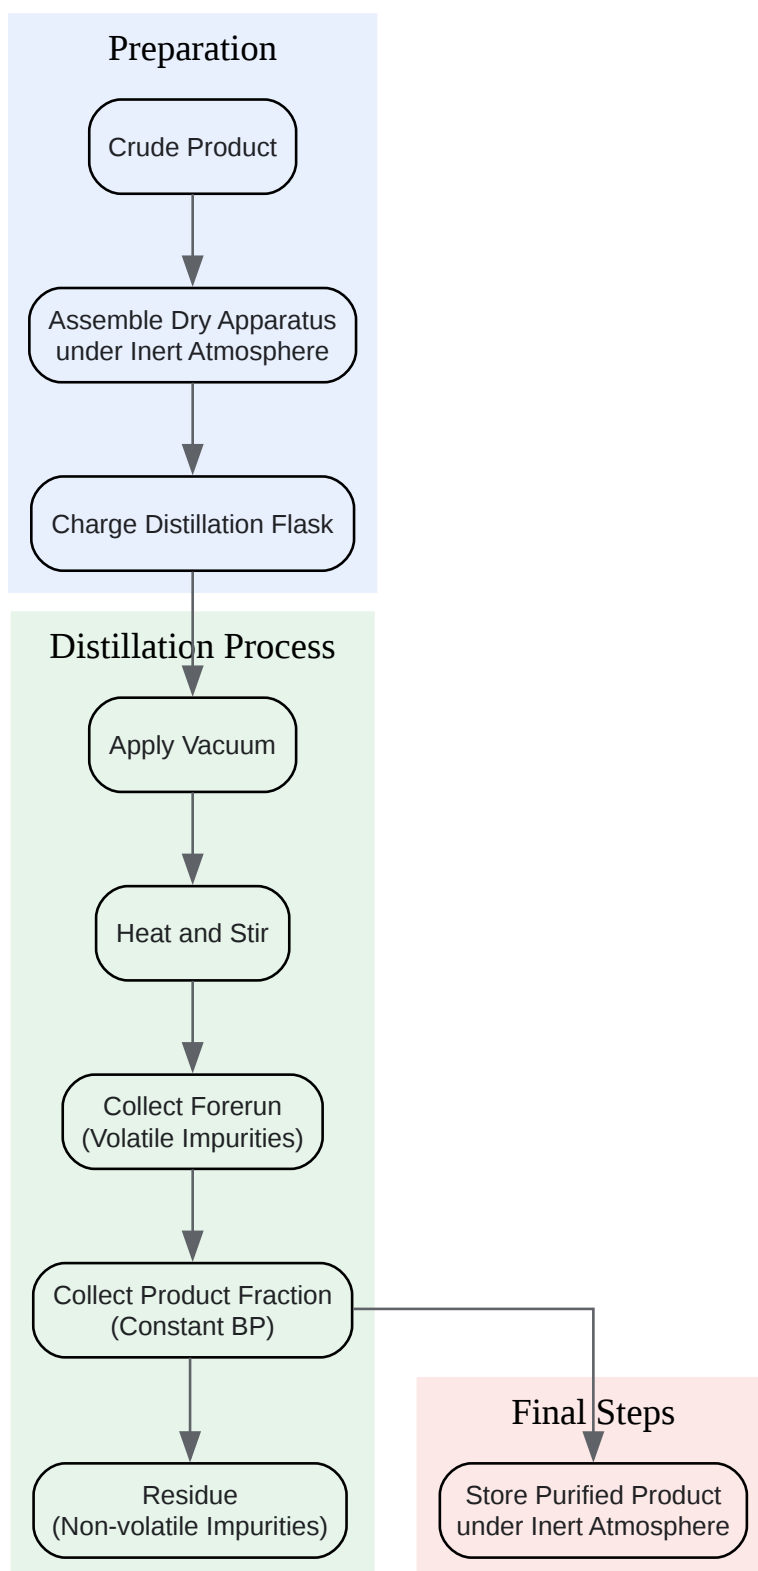 Preparation
Crude Product
Assemble Dry Apparatus
under Inert Atmosphere
Charge Distillation Flask
Distillation Process
Apply Vacuum
Heat and Stir
Collect Forerun
(Volatile Impurities)
Collect Product Fraction
(Constant BP)
Residue
(Non-volatile Impurities)
Final Steps
Store Purified Product
under Inert Atmosphere